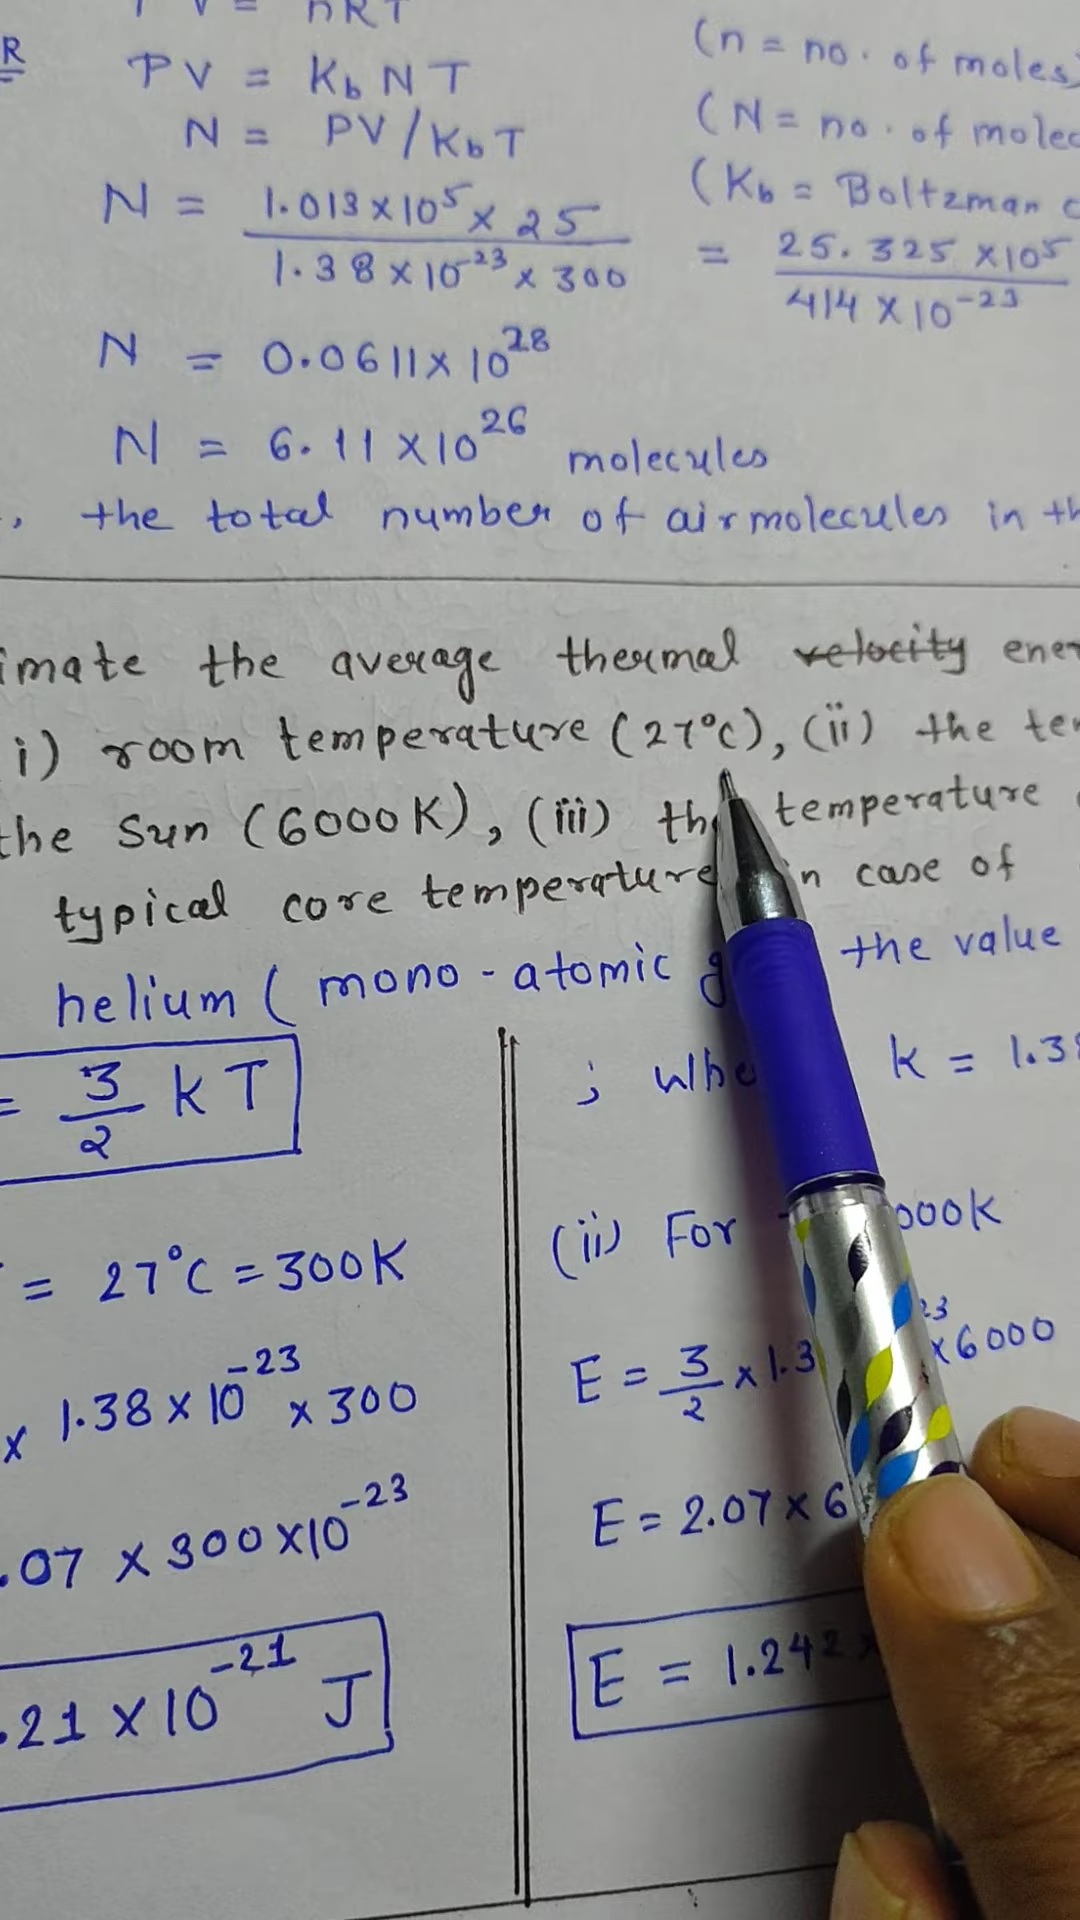 PV = nRT
R PV = KbNT (n = no. of moles)
N = PV/KbT (N = no. of molec
N = 1.013×10⁵×25 / 1.38×10⁻²³×300 (Kb = Boltzman c
= 25.325×10⁵ / 414×10⁻²³
N = 0.0611×10²⁸
N = 6.11×10²⁶ molecules
the total number of air molecules in th
imate the average thermal velocity ener
i) room temperature (27°C), (ii) the te
the Sun (6000K), (iii) the temperature
typical core temperature in case of
helium (mono-atomic the value
= 3/2 kT ; whe k = 1.38
= 27°C = 300K (ii) For 000K
× 1.38×10⁻²³×300 E = 3/2 × 1.3 ²³×6000
.07 × 300×10⁻²³ E = 2.07×6
.21×10⁻²¹ J E = 1.242×